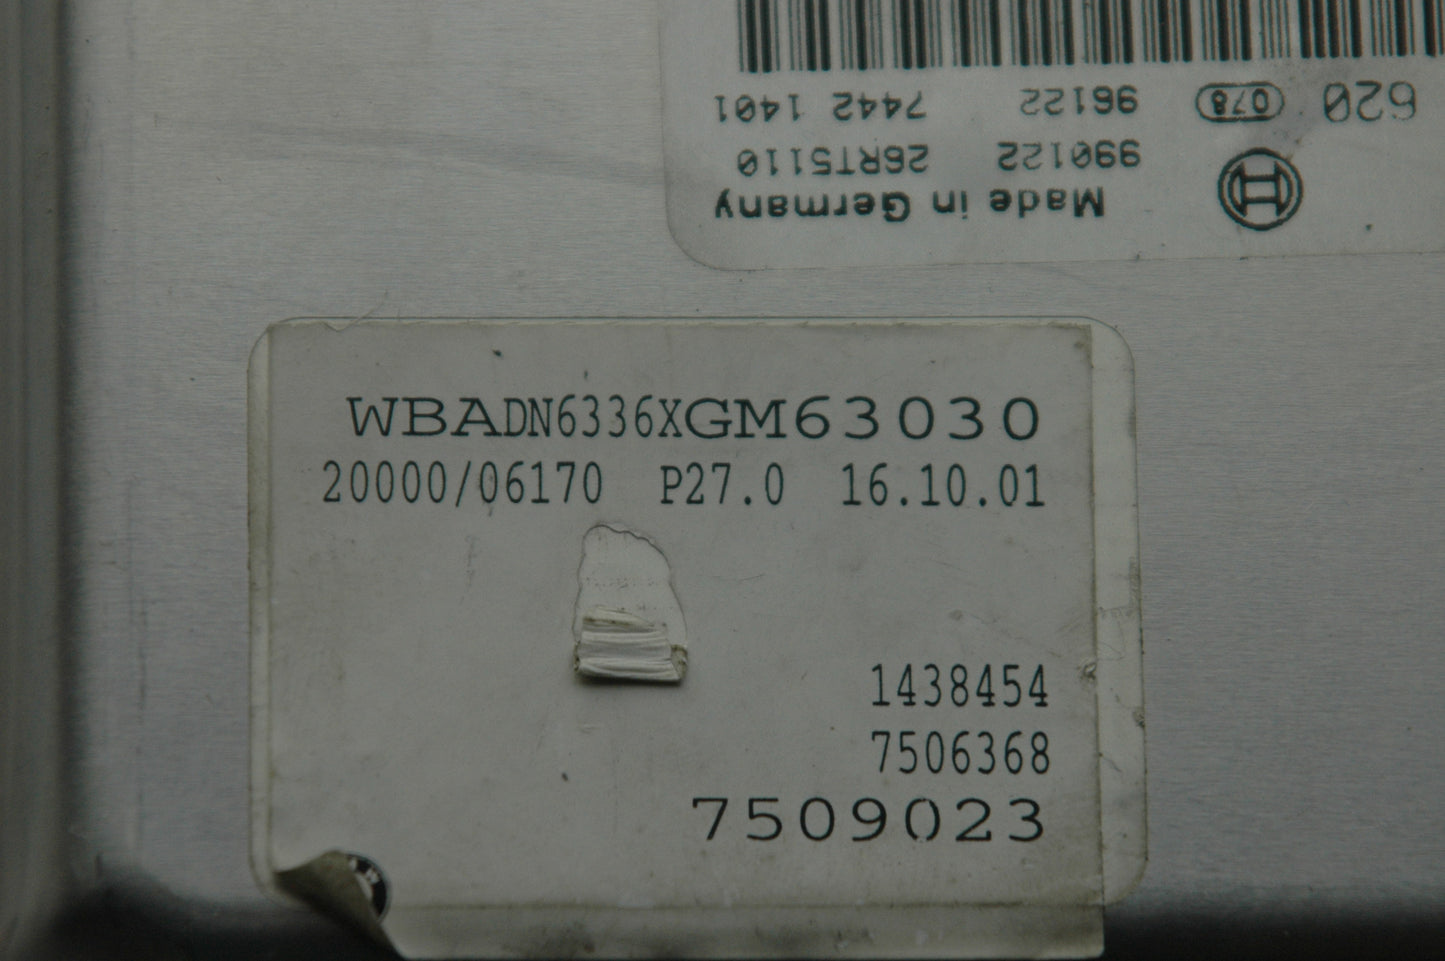 Made in Germany
990122 26RT5110
620 078 96122 7442 1401
WBADN6336XGM63030
20000/06170 P27.0 16.10.01
1438454
7506368
7509023